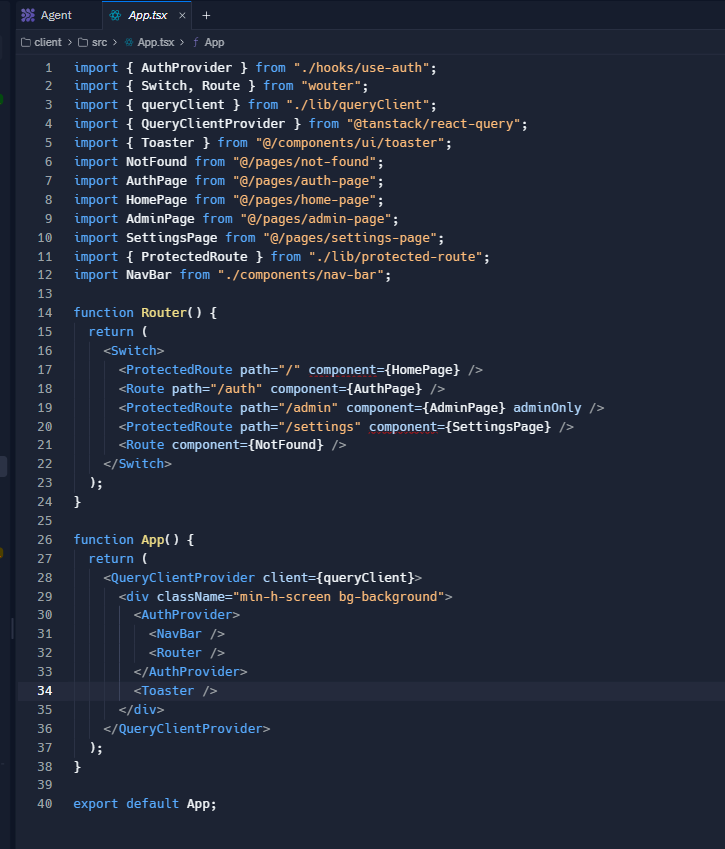 Agent App.tsx × +
client > src > App.tsx > ƒ App
1 import { AuthProvider } from "./hooks/use-auth";
2 import { Switch, Route } from "wouter";
3 import { queryClient } from "./lib/queryClient";
4 import { QueryClientProvider } from "@tanstack/react-query";
5 import { Toaster } from "@/components/ui/toaster";
6 import NotFound from "@/pages/not-found";
7 import AuthPage from "@/pages/auth-page";
8 import HomePage from "@/pages/home-page";
9 import AdminPage from "@/pages/admin-page";
10 import SettingsPage from "@/pages/settings-page";
11 import { ProtectedRoute } from "./lib/protected-route";
12 import NavBar from "./components/nav-bar";
13
14 function Router() {
15   return (
16     <Switch>
17       <ProtectedRoute path="/" component={HomePage} />
18       <Route path="/auth" component={AuthPage} />
19       <ProtectedRoute path="/admin" component={AdminPage} adminOnly />
20       <ProtectedRoute path="/settings" component={SettingsPage} />
21       <Route component={NotFound} />
22     </Switch>
23   );
24 }
25
26 function App() {
27   return (
28     <QueryClientProvider client={queryClient}>
29       <div className="min-h-screen bg-background">
30         <AuthProvider>
31           <NavBar />
32           <Router />
33         </AuthProvider>
34         <Toaster />
35       </div>
36     </QueryClientProvider>
37   );
38 }
39
40 export default App;